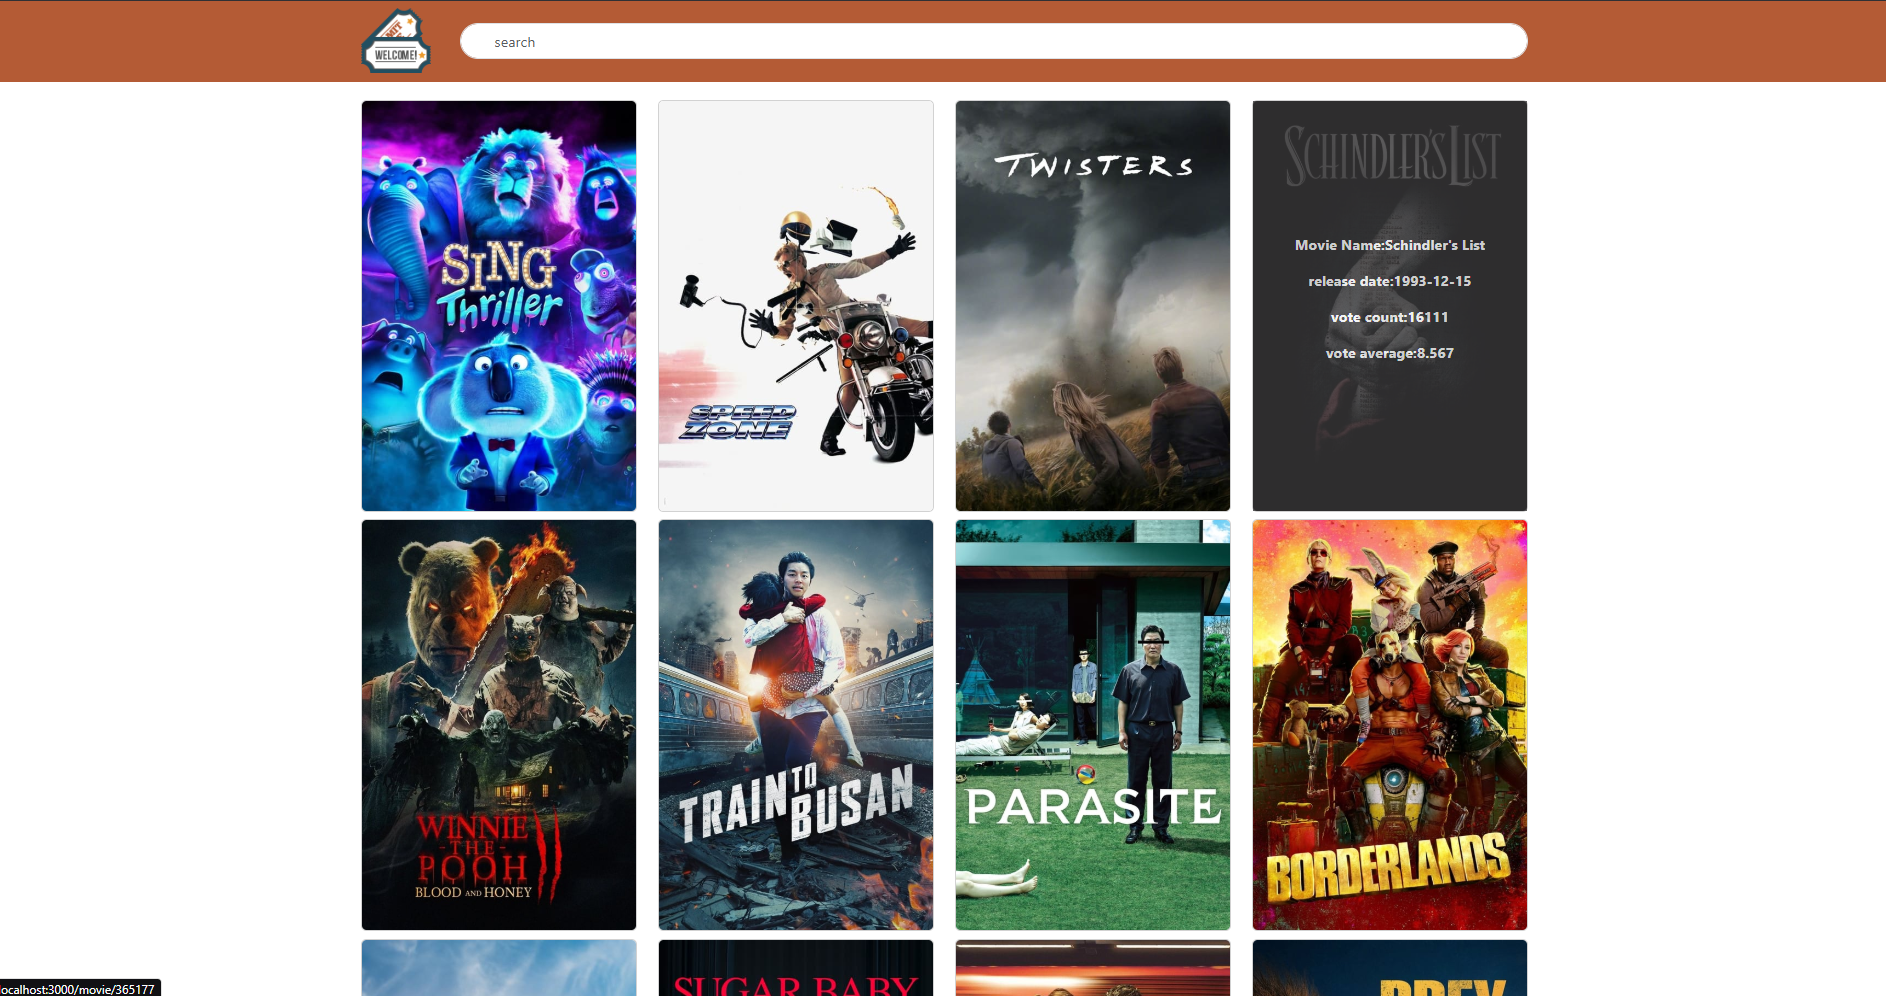 MIT
WELCOME!
search
SING
Thriller
SPEED
ZONE
TWISTERS
SCHINDLER'S LIST
Movie Name:Schindler's List
release date:1993-12-15
vote count:16111
vote average:8.567
WINNIE
-THE-
POOH
BLOOD AND HONEY
TRAIN TO BUSAN
PARASITE
BORDERLANDS
SUGAR BABY
PREY
localhost:3000/movie/365177